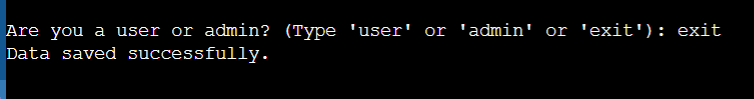 Are you a user or admin? (Type 'user' or 'admin' or 'exit'): exit
Data saved successfully.